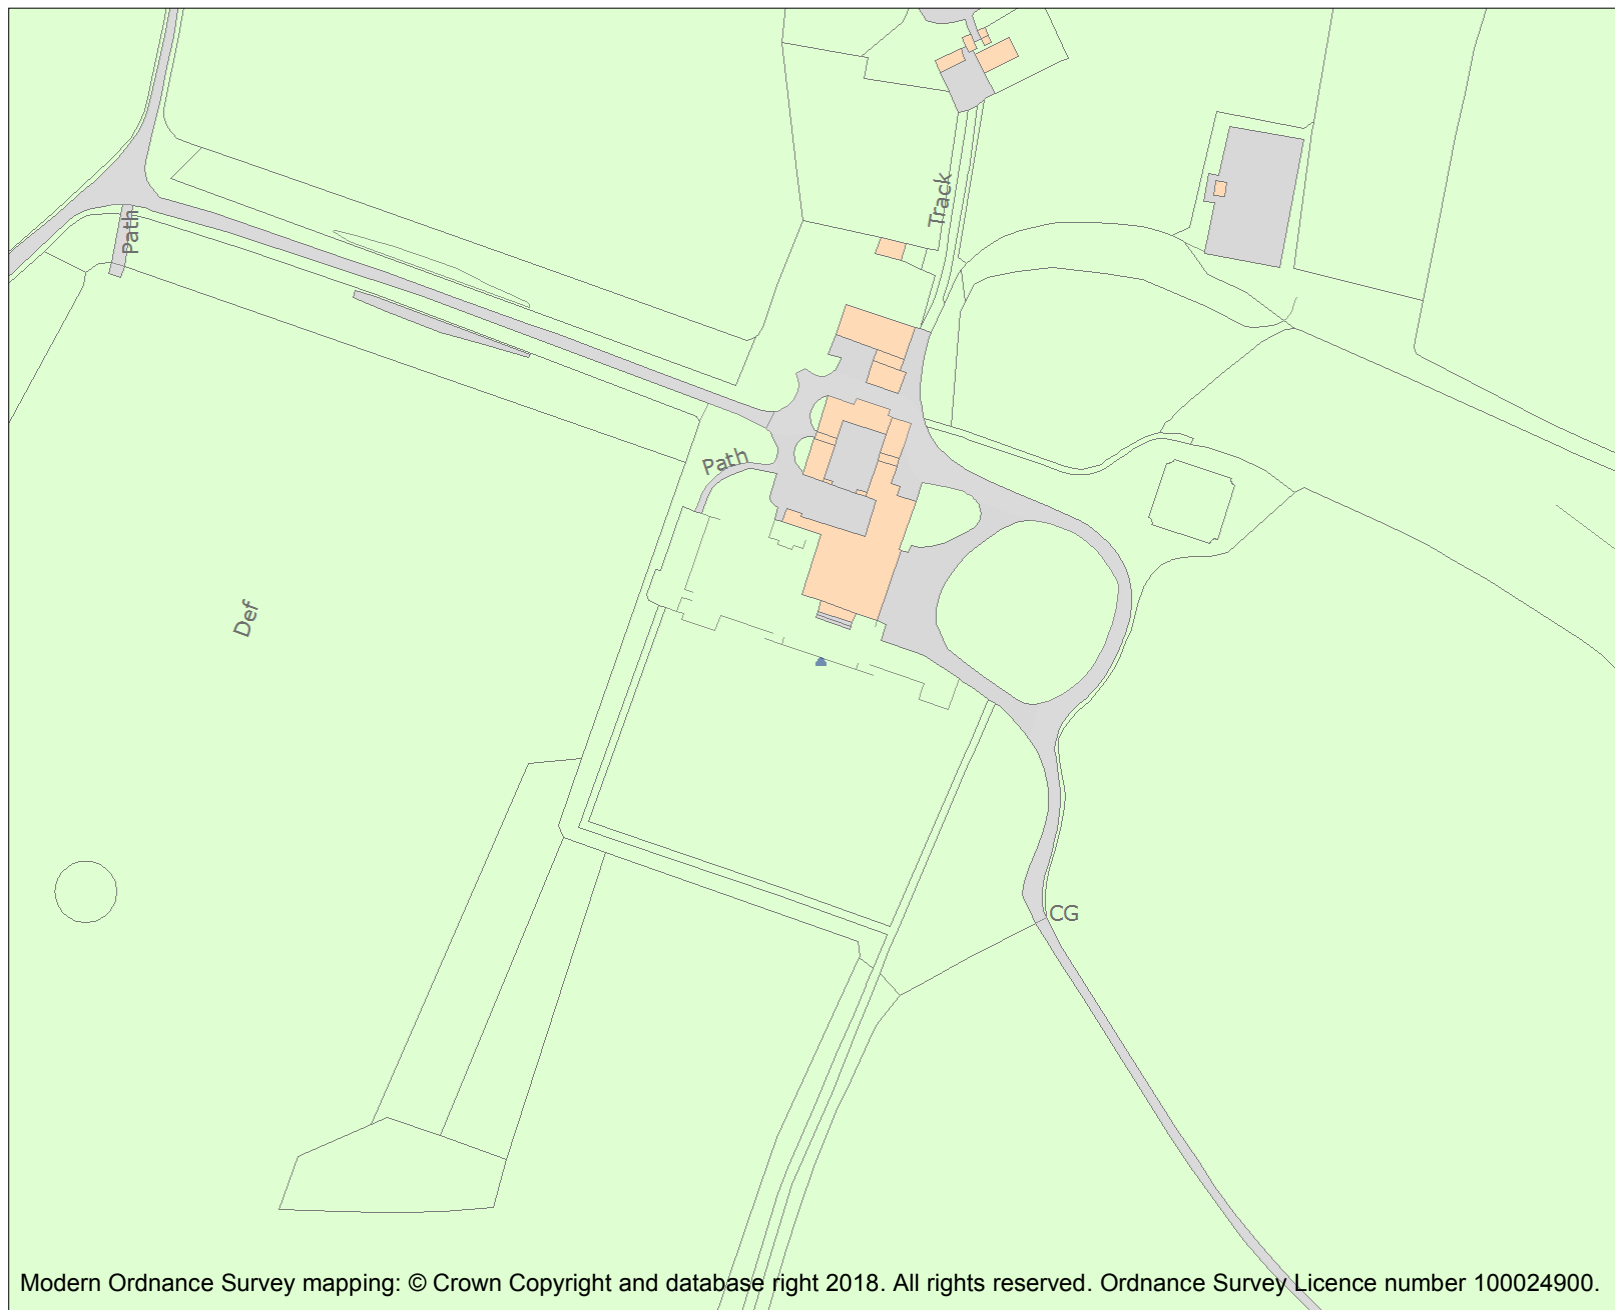 Track
Path
Path
Def
CG
Modern Ordnance Survey mapping: © Crown Copyright and database right 2018. All rights reserved. Ordnance Survey Licence number 100024900.